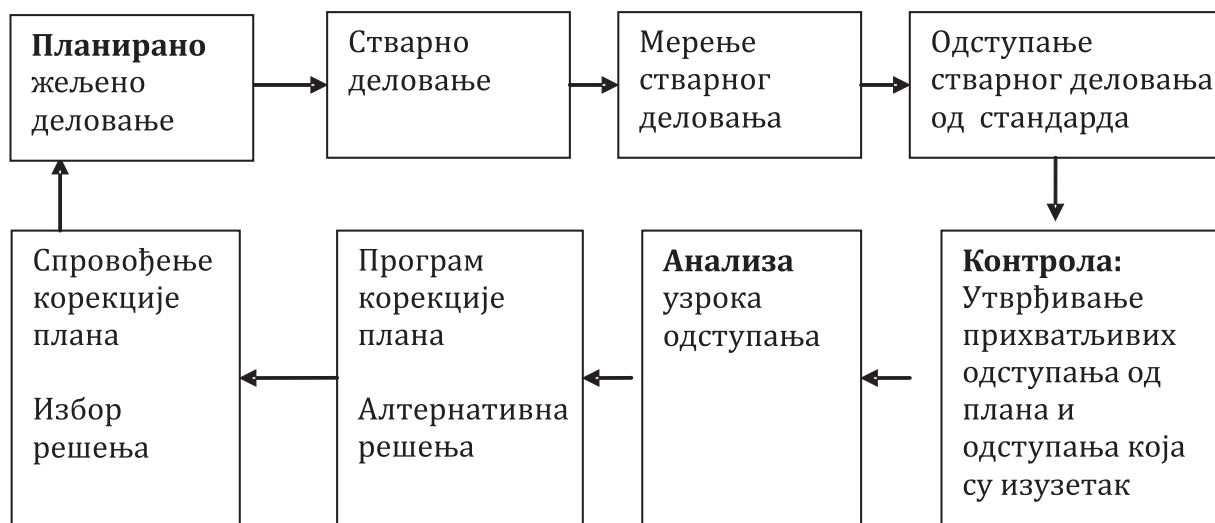 Планирано
жељено
деловање
Стварно
деловање
Мерење
стварног
деловања
Одступање
стварног деловања
од стандарда
Контрола:
Утврђивање
прихватљивих
одступања од
плана и
одступања која
су изузетак
Анализа
узрока
одступања
Програм
корекције
плана
Алтернативна
решења
Спровођење
корекције
плана
Избор
решења